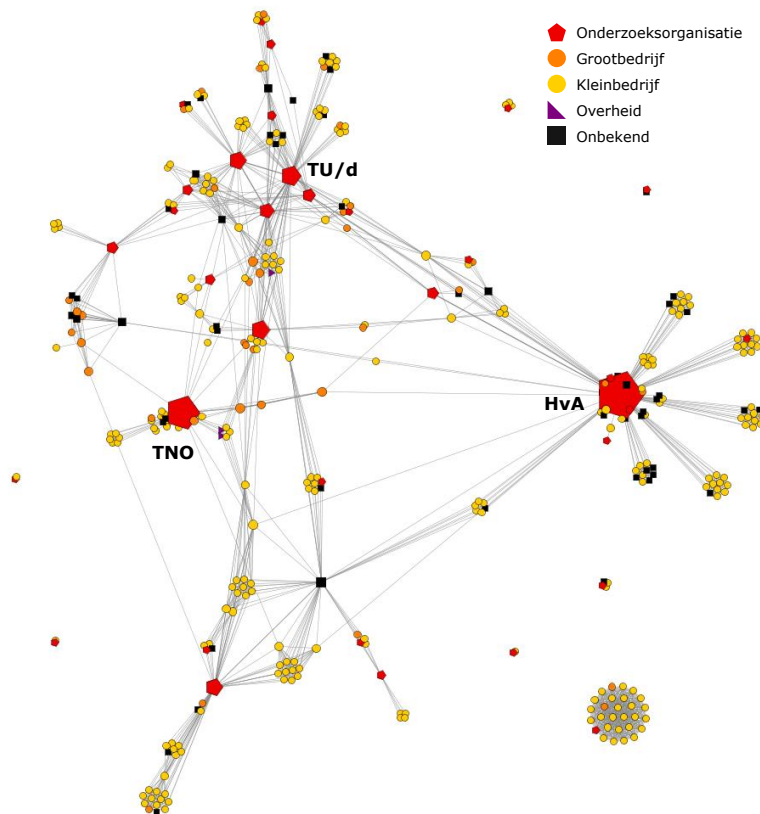 Onderzoeksorganisatie
Grootbedrijf
Kleinbedrijf
Overheid
Onbekend
TU/d
HvA
TNO